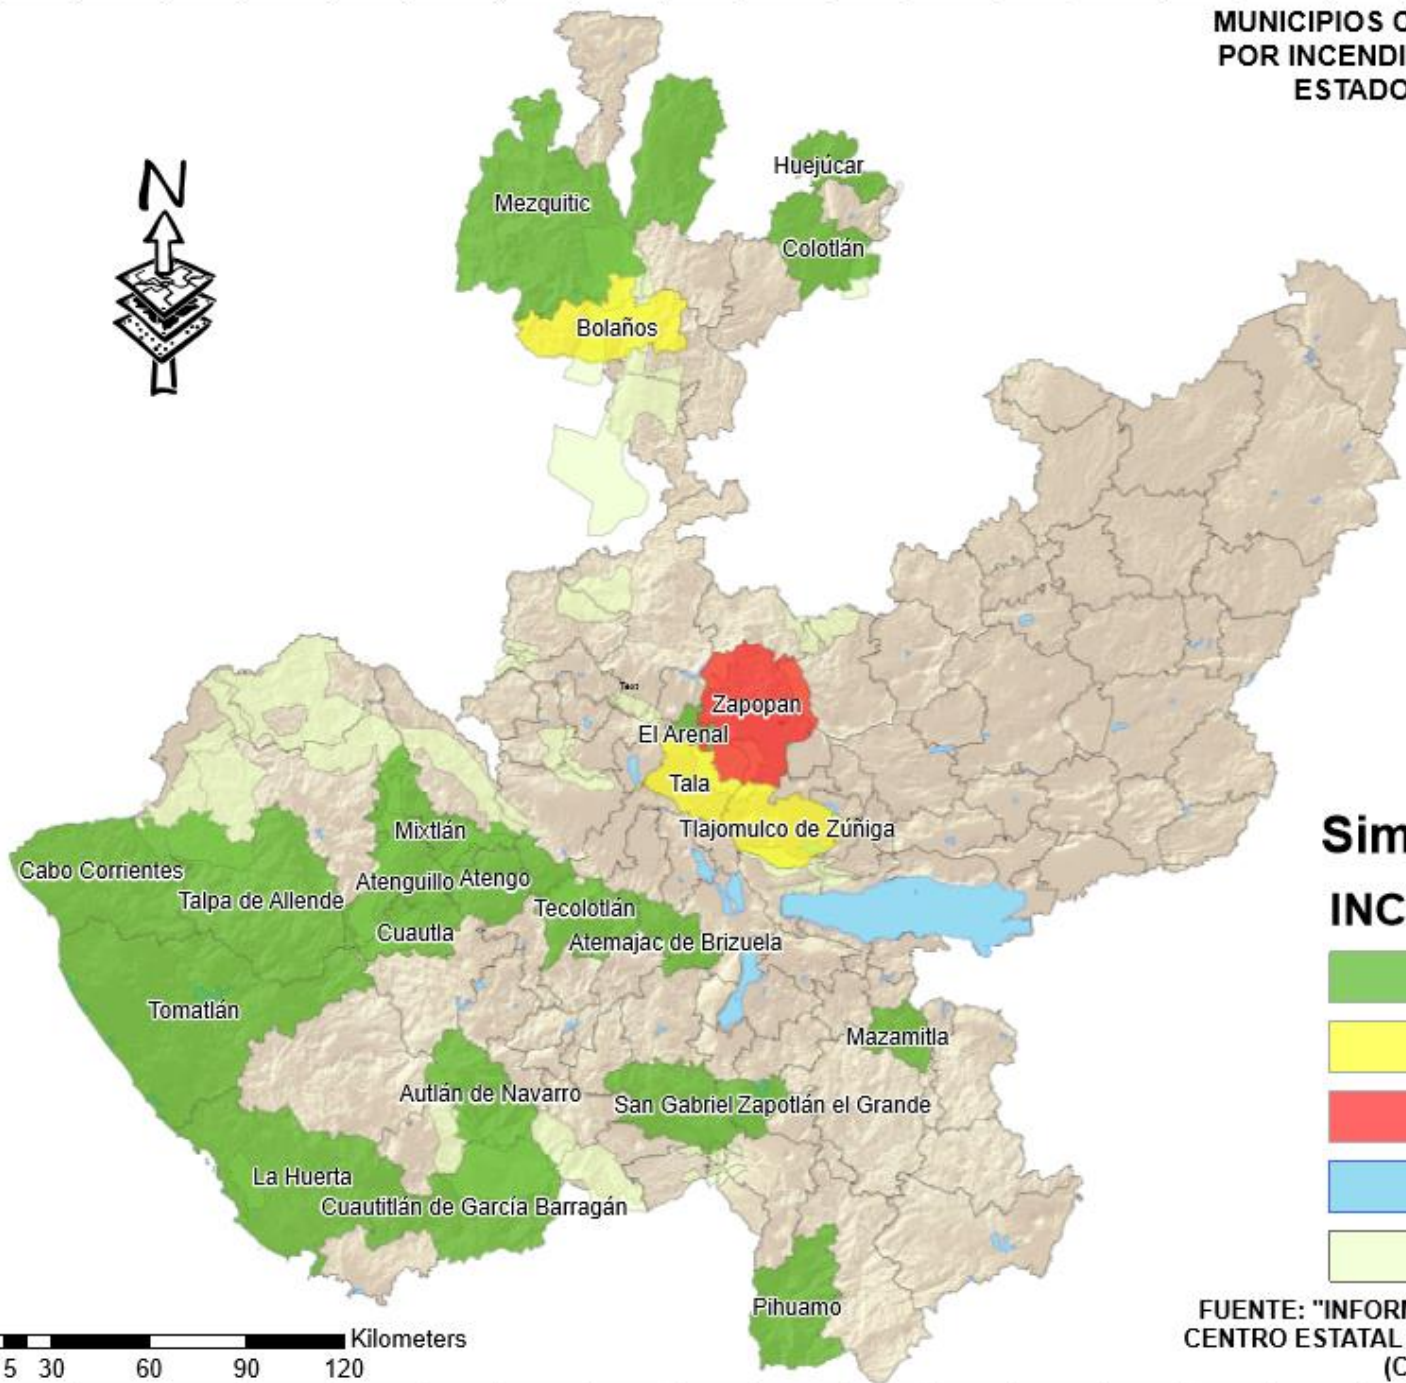 MUNICIPIOS C
POR INCENDI
ESTADO
N
Huejúcar
Mezquitic
Colotlán
Bolaños
Text
Zapopan
El Arenal
Tala
Tlajomulco de Zúñiga
Mixtlán
Cabo Corrientes
Talpa de Allende
Atenguillo
Atengo
Tecolotlán
Cuautla
Atemajac de Brizuela
Tomatlán
Mazamitla
Autlán de Navarro
San Gabriel
Zapotlán el Grande
La Huerta
Cuautitlán de García Barragán
Pihuamo
Sim
INC
FUENTE: "INFORM
CENTRO ESTATAL
(C
Kilometers
5 30 60 90 120